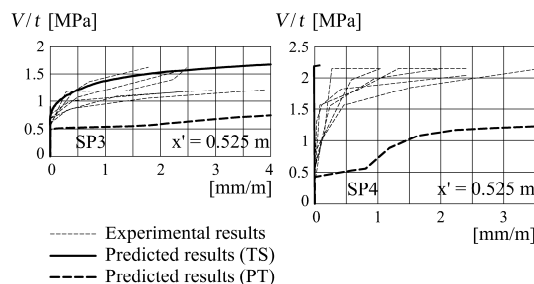 V/t [MPa]
2
1.5
1
0.5
0
SP3
x' = 0.525 m
0 1 2 3 4
[mm/m]
V/t [MPa]
2.5
2
1.5
1
0.5
0
SP4
x' = 0.525 m
0 1 2 3
[mm/m]
Experimental results
Predicted results (TS)
Predicted results (PT)